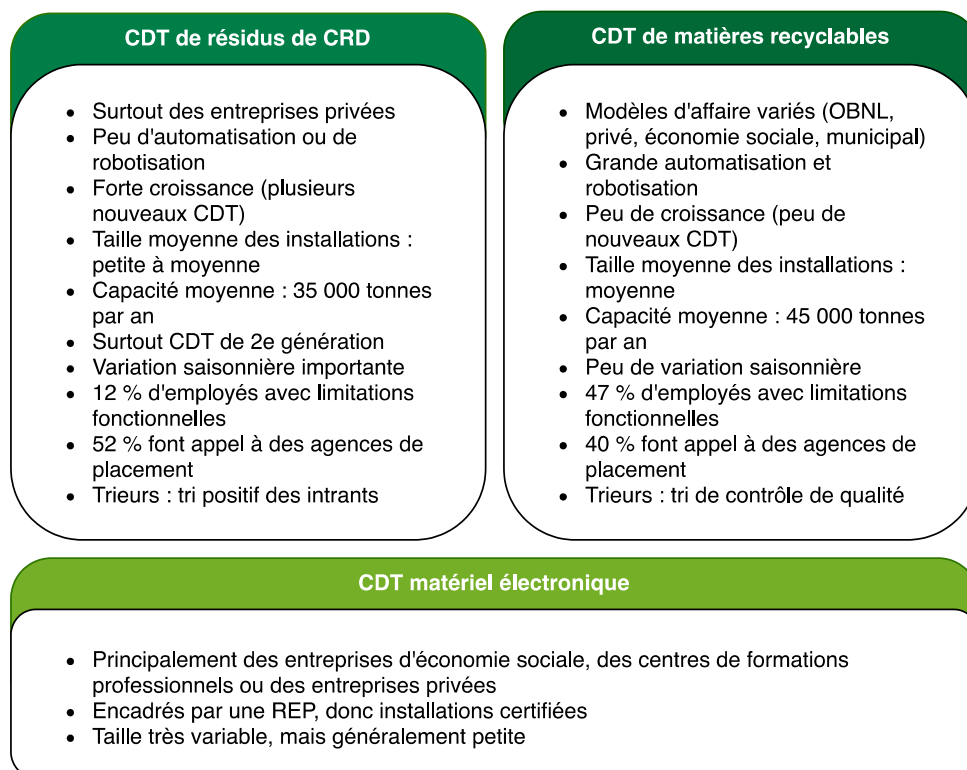 CDT de résidus de CRD
• Surtout des entreprises privées
• Peu d'automatisation ou de
robotisation
• Forte croissance (plusieurs
nouveaux CDT)
• Taille moyenne des installations :
petite à moyenne
• Capacité moyenne : 35 000 tonnes
par an
• Surtout CDT de 2e génération
• Variation saisonnière importante
• 12 % d'employés avec limitations
fonctionnelles
• 52 % font appel à des agences de
placement
• Trieurs : tri positif des intrants
CDT de matières recyclables
• Modèles d'affaire variés (OBNL,
privé, économie sociale, municipal)
• Grande automatisation et
robotisation
• Peu de croissance (peu de
nouveaux CDT)
• Taille moyenne des installations :
moyenne
• Capacité moyenne : 45 000 tonnes
par an
• Peu de variation saisonnière
• 47 % d'employés avec limitations
fonctionnelles
• 40 % font appel à des agences de
placement
• Trieurs : tri de contrôle de qualité
CDT matériel électronique
• Principalement des entreprises d'économie sociale, des centres de formations
professionnels ou des entreprises privées
• Encadrés par une REP, donc installations certifiées
• Taille très variable, mais généralement petite